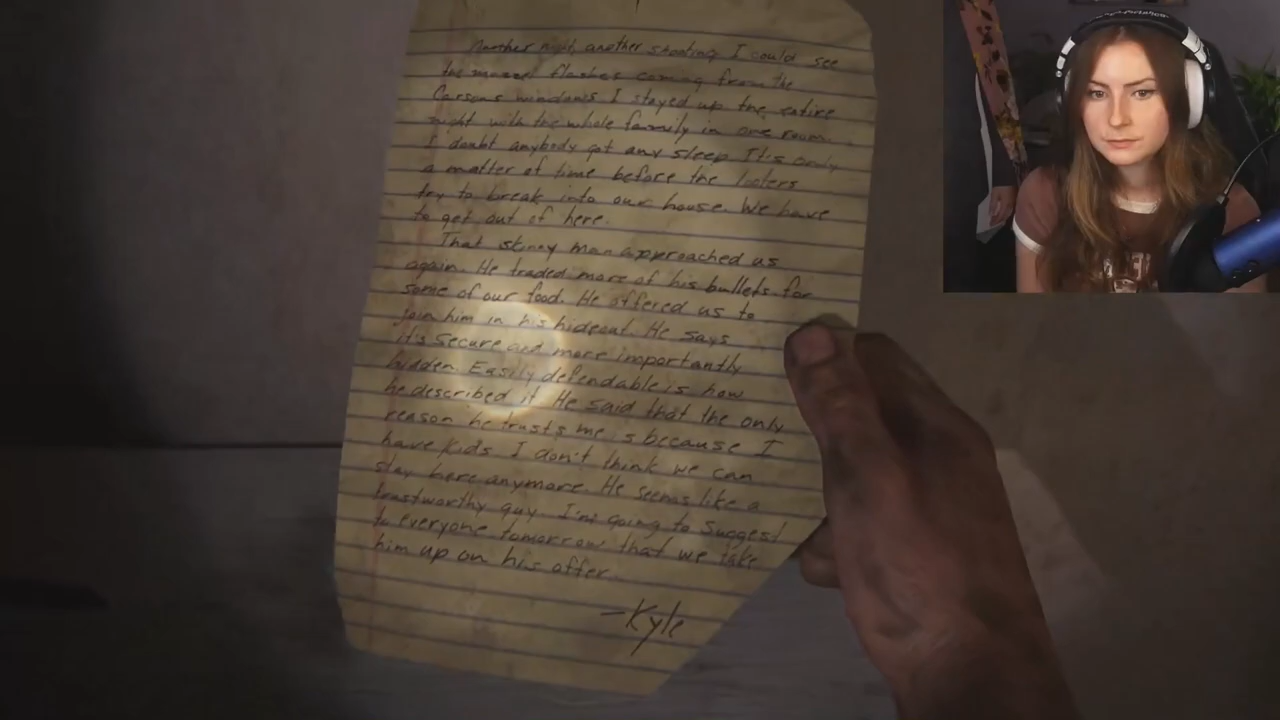 Another night, another shooting. I could see
the muzzel flashes coming from the
Carsons windows. I stayed up the entire
night with the whole family in one room.
I doubt anybody got any sleep. It's only
a matter of time before the looters
try to break into our house. We have
to get out of here.
That skinny man approached us
again. He traded more of his bullets for
some of our food. He offered us to
join him in his hideout. He says
it's secure and more importantly
hidden. Easily defendable is how
he described it. He said that the only
reason he trusts me is because I
have kids. I don't think we can
stay here anymore. He seems like a
trustworthy guy. I'm going to suggest
to everyone tomorrow that we take
him up on his offer.
-Kyle